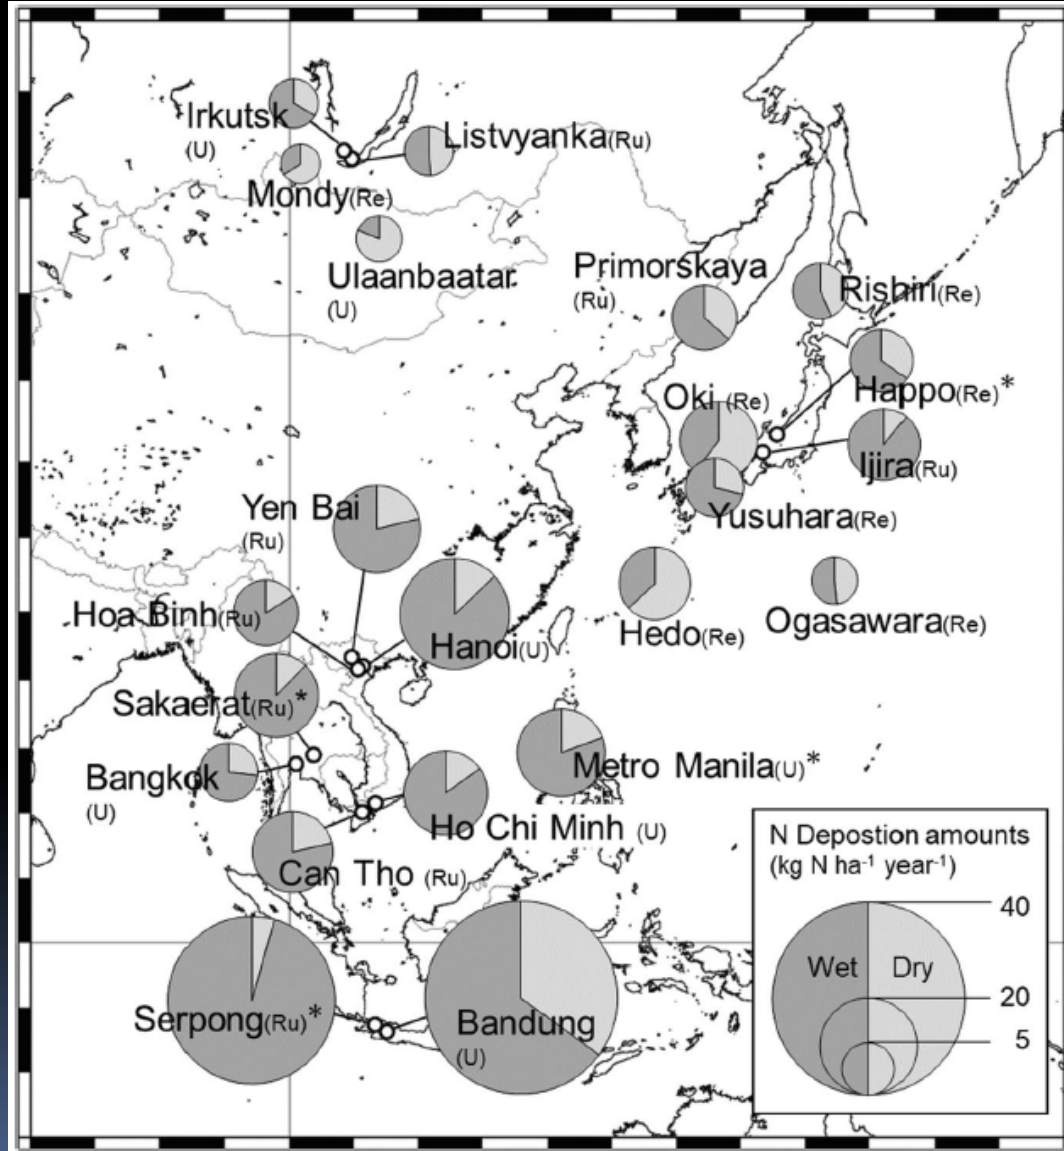 Irkutsk
(U)
Listvyanka(Ru)
Mondy(Re)
Ulaanbaatar
(U)
Primorskaya
(Ru)
Rishiri(Re)
Happo(Re)*
Oki (Re)
Ijira(Ru)
Yusuhara(Re)
Yen Bai
(Ru)
Hoa Binh(Ru)
Hanoi(U)
Hedo(Re)
Ogasawara(Re)
Sakaerat(Ru)*
Bangkok
(U)
Metro Manila(U)*
Ho Chi Minh (U)
Can Tho (Ru)
Serpong(Ru)*
Bandung
(U)
N Depostion amounts
(kg N ha⁻¹ year⁻¹)
40
Wet Dry
20
5